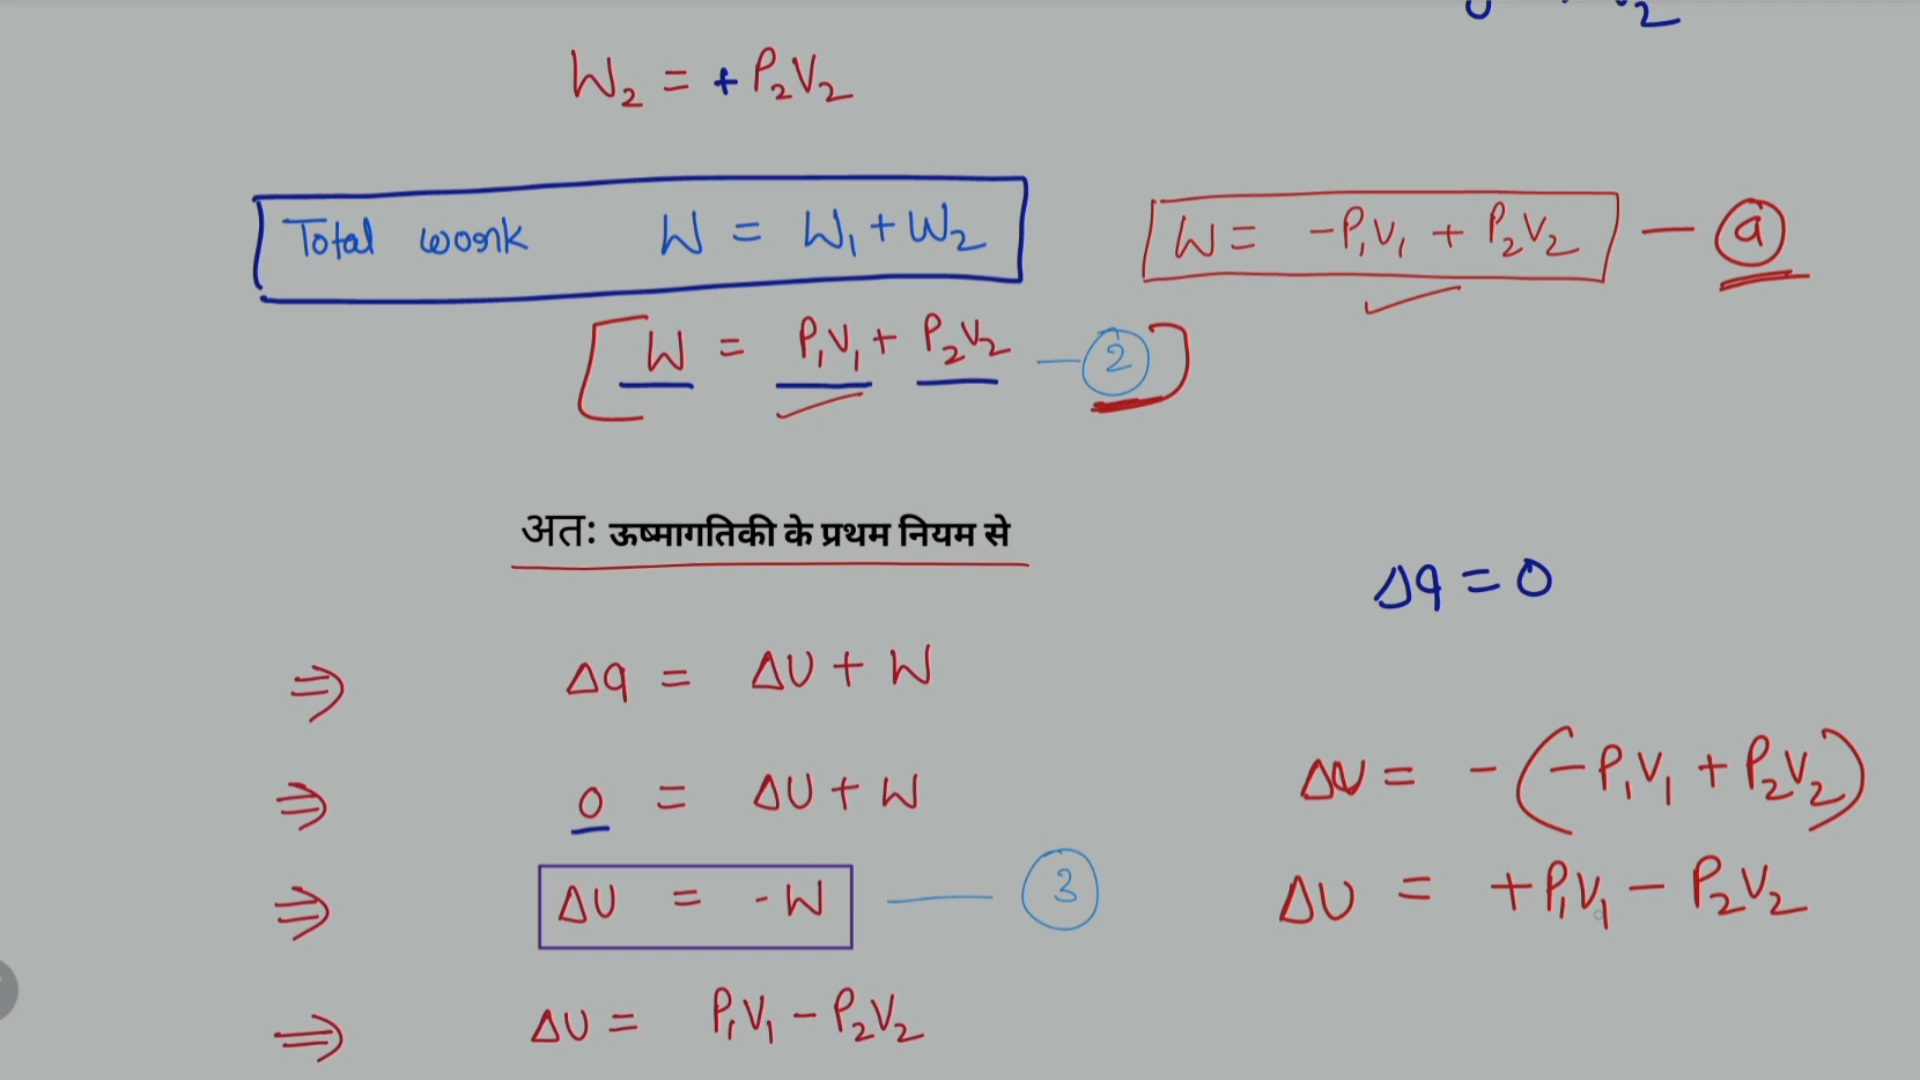 W₂ = +P₂V₂
Total work W = W₁ + W₂
W = -P₁V₁ + P₂V₂ — (a)
[W = P₁V₁ + P₂V₂ — (2)]
अतः ऊष्मागतिकी के प्रथम नियम से
Δq = 0
⇒ Δq = ΔU + W
⇒ 0 = ΔU + W
ΔU = -(-P₁V₁ + P₂V₂)
⇒ ΔU = -W — (3)
ΔU = +P₁V₁ - P₂V₂
⇒ ΔU = P₁V₁ - P₂V₂